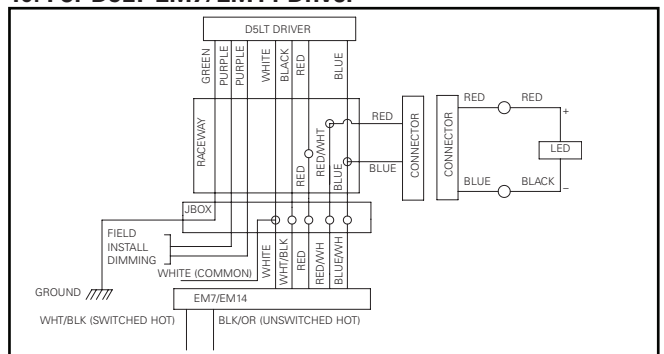 D5LT DRIVER
GREEN
PURPLE
PURPLE
WHITE
BLACK
RED
BLUE
RACEWAY
RED
RED/WHT
BLUE
RED
BLUE
CONNECTOR
CONNECTOR
RED
RED
+
LED
BLUE
BLACK
–
JBOX
FIELD
INSTALL
DIMMING
WHITE (COMMON)
WHITE
WHT/BLK
RED
RED/WH
BLUE/WH
GROUND
EM7/EM14
WHT/BLK (SWITCHED HOT)
BLK/OR (UNSWITCHED HOT)